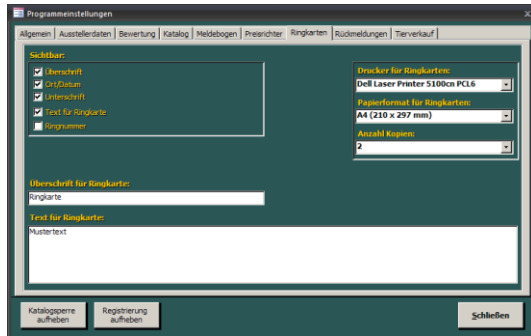 Programmeinstellungen
Allgemein Ausstellerdaten Bewertung Katalog Meldebogen Preisrichter Ringkarten Rückmeldungen Tierverkauf
Sichtbar:
Überschrift
Ort/Datum
Unterschrift
Text für Ringkarte
Ringnummer
Drucker für Ringkarten:
Dell Laser Printer 5100cn PCL6
Papierformat für Ringkarten:
A4 (210 x 297 mm)
Anzahl Kopien:
2
Überschrift für Ringkarte:
Ringkarte
Text für Ringkarte:
Mustertext
Katalogsperre
aufheben
Registrierung
aufheben
Schließen